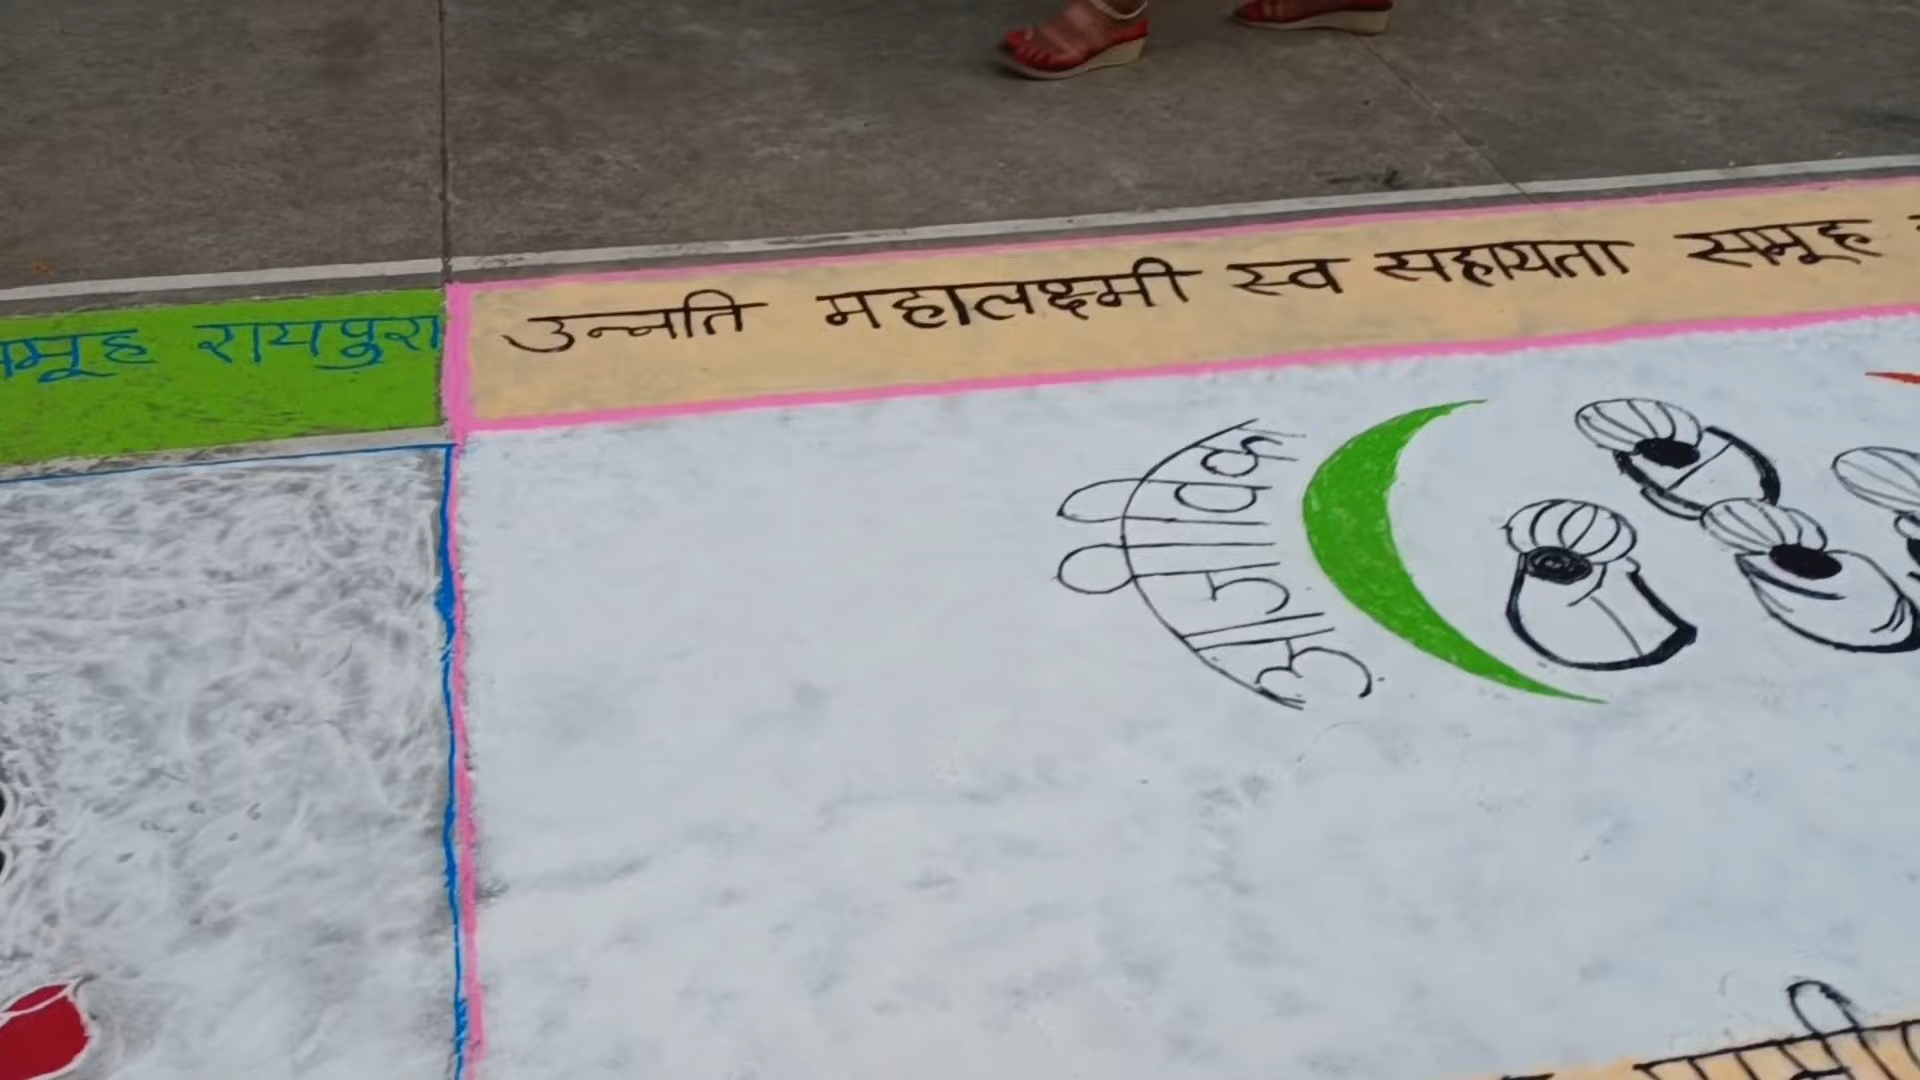 समूह रायपुरा
उन्नति महालक्ष्मी स्व सहायता समूह
आजीविक